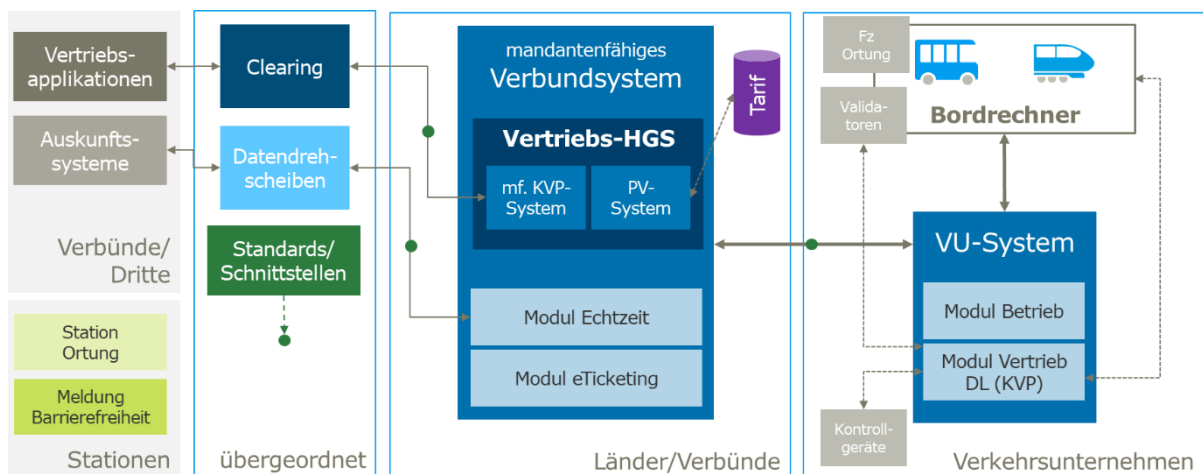 Vertriebs-
applikationen
Auskunfts-
systeme
Verbünde/
Dritte
Station
Ortung
Meldung
Barrierefreiheit
Stationen
Clearing
Datendreh-
scheiben
Standards/
Schnittstellen
übergeordnet
mandantenfähiges
Verbundsystem
Vertriebs-HGS
mf. KVP-
System
PV-
System
Modul Echtzeit
Modul eTicketing
Tarif
Länder/Verbünde
Fz
Ortung
Valida-
toren
Bordrechner
VU-System
Modul Betrieb
Modul Vertrieb
DL (KVP)
Kontroll-
geräte
Verkehrsunternehmen